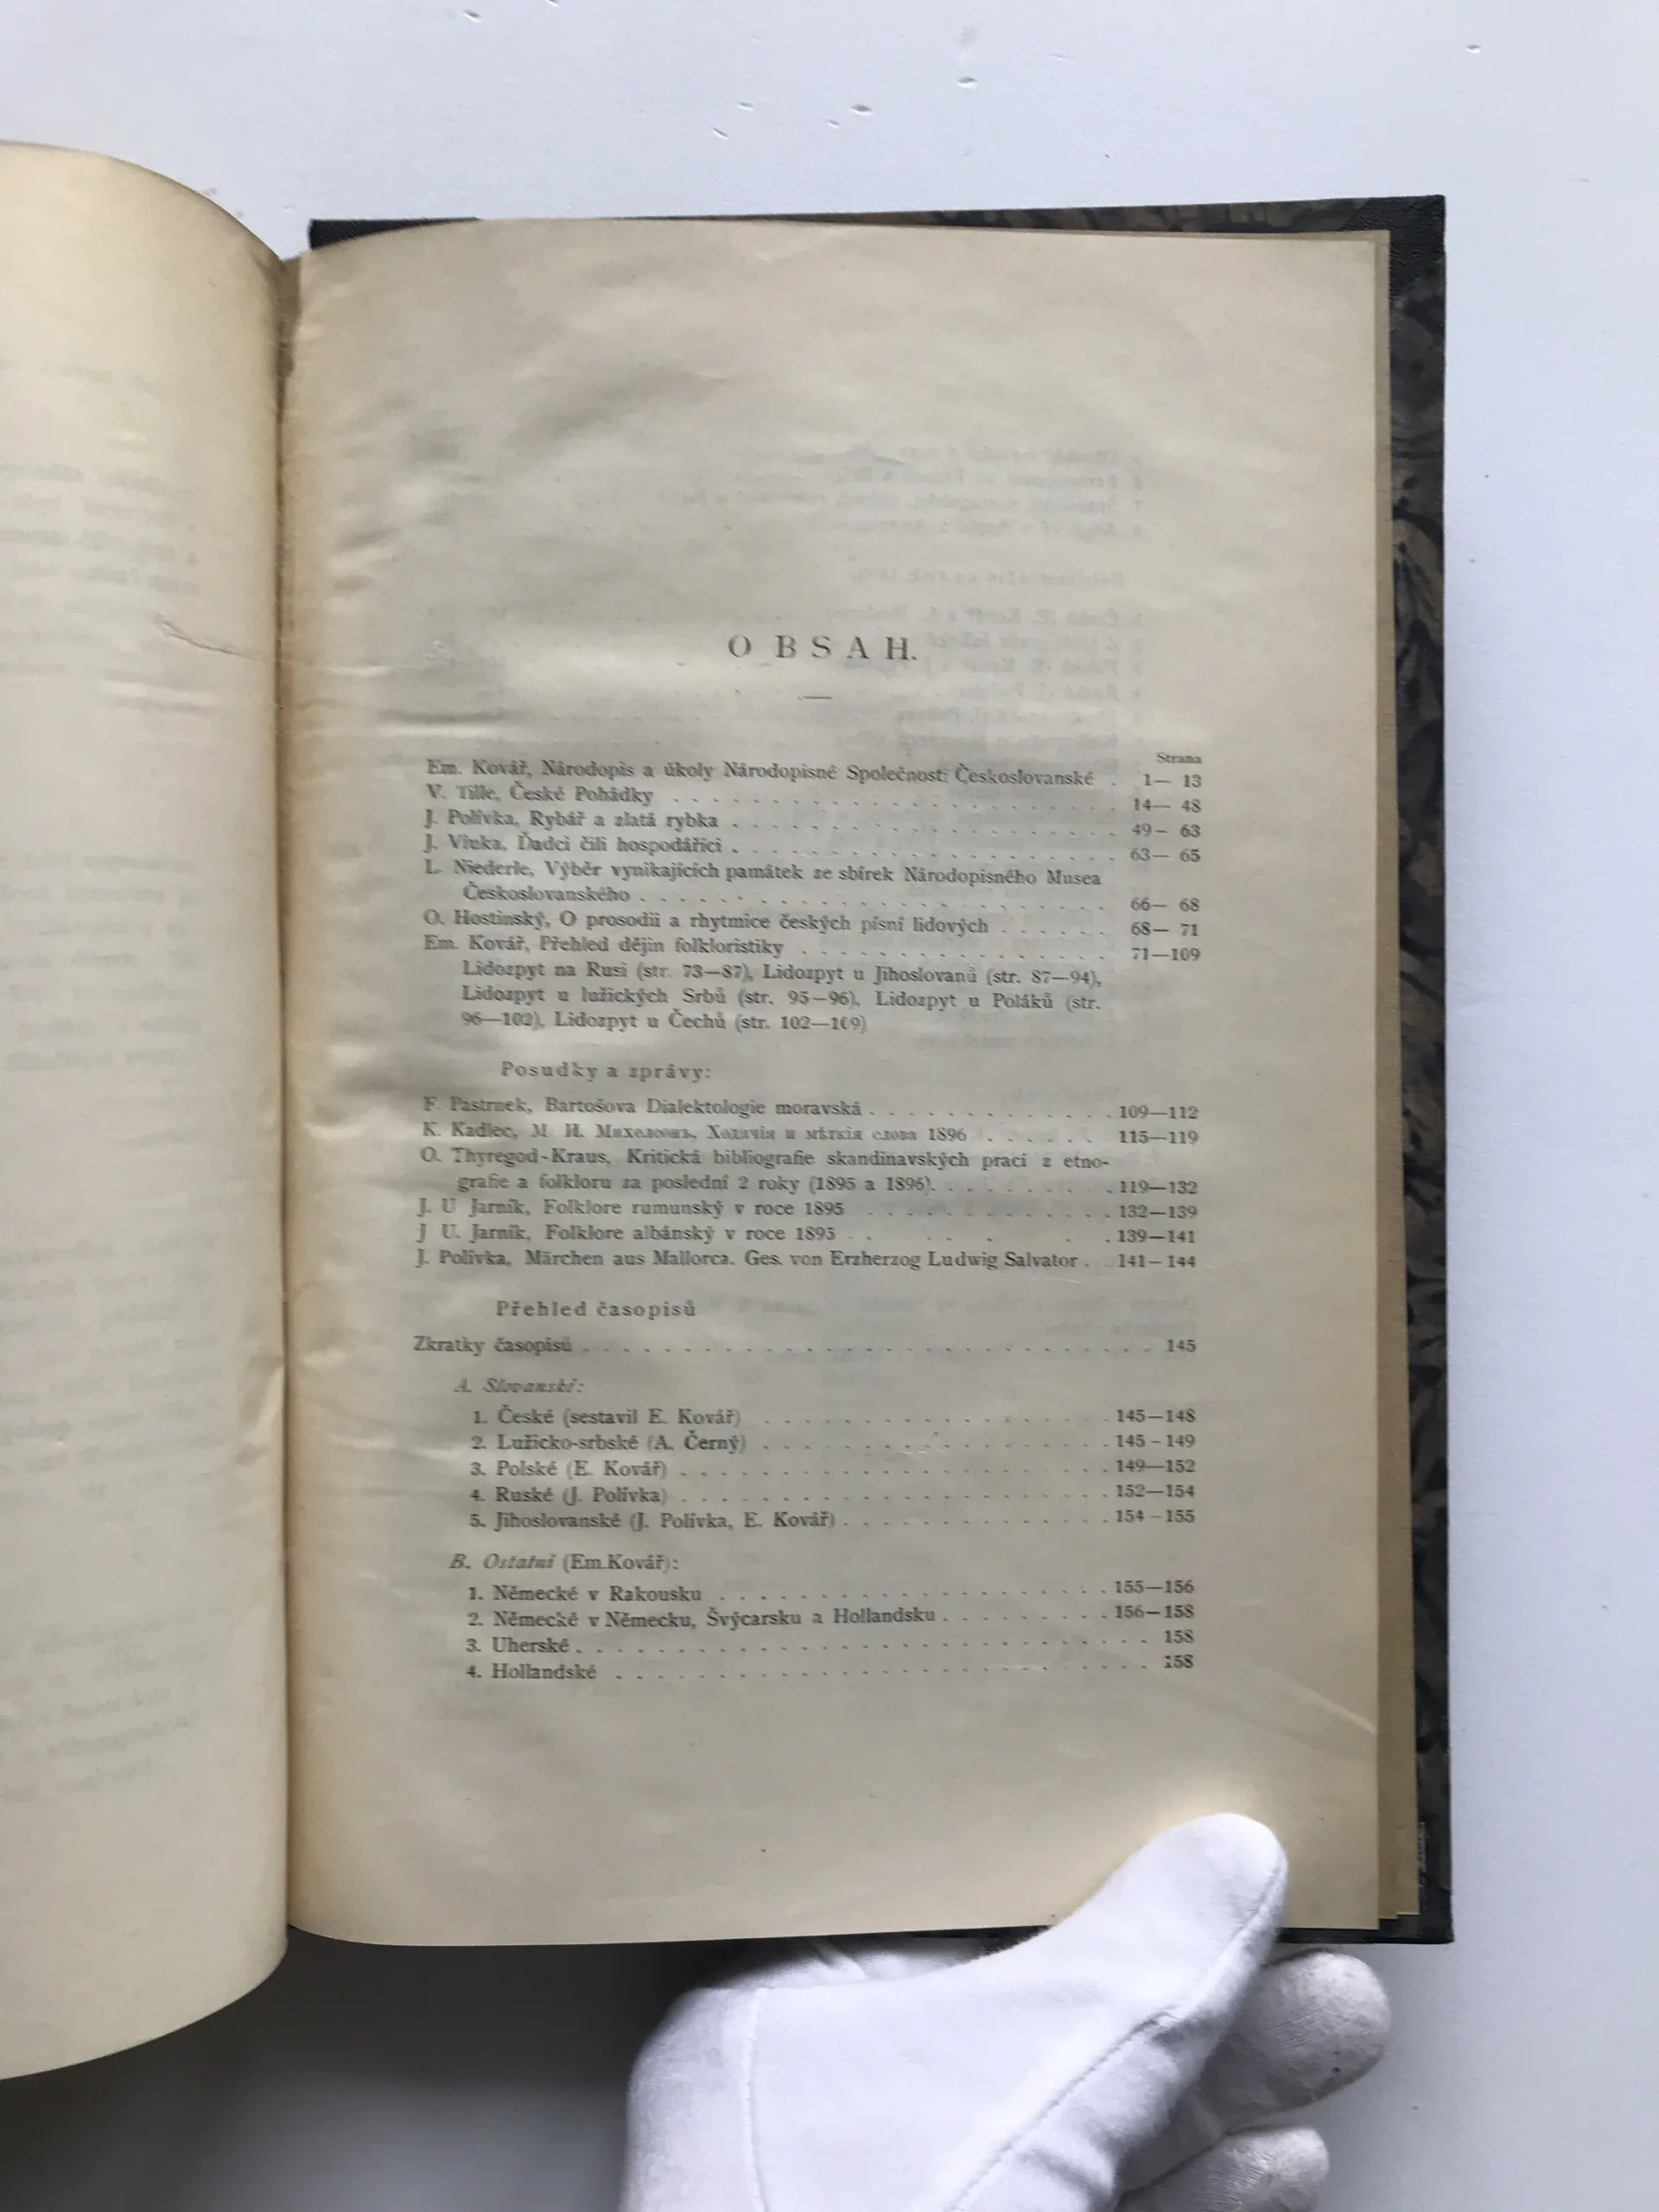 OBSAH.
Strana
Em. Kovář, Národopis a úkoly Národopisné Společnosti Českoslovanské . 1— 13
V. Tille, České Pohádky . . . . . . . . . . . . . . . . . . . . . . 14— 48
J. Polívka, Rybář a zlatá rybka . . . . . . . . . . . . . . . . . . . 49– 63
J. Vluka, Ďadci čili hospodáříci . . . . . . . . . . . . . . . . . . . 63— 65
L. Niederle, Výběr vynikajících památek ze sbírek Národopisného Musea
Českoslovanského . . . . . . . . . . . . . . . . . . . . . . 66— 68
O. Hostinský, O prosodii a rhytmice českých písní lidových . . . . . . 68— 71
Em. Kovář, Přehled dějin folkloristiky . . . . . . . . . . . . . . . 71—109
Lidozpyt na Rusi (str. 73—87), Lidozpyt u Jihoslovanů (str. 87—94),
Lidozpyt u lužických Srbů (str. 95—96), Lidozpyt u Poláků (str.
96—102), Lidozpyt u Čechů (str. 102—109)
Posudky a zprávy:
F. Pastrnek, Bartošova Dialektologie moravská . . . . . . . . . . . . . 109—112
K. Kadlec, М И. Михельсонъ, Ходячія и мѣткія слова 1896 . . . . . . 115—119
O. Thyregod-Kraus, Kritická bibliografie skandinavských prací z etno-
grafie a folkloru za poslední 2 roky (1895 a 1896). . . . . . . . . . 119—132
J. U Jarník, Folklore rumunský v roce 1895 . . . . . . . . . . . . . 132—139
J U. Jarník, Folklore albánský v roce 1895 . . . . . . 139—141
J. Polívka, Märchen aus Mallorca. Ges. von Erzherzog Ludwig Salvator . . 141–144
Přehled časopisů
Zkratky časopisů . . . . . . . . . . . . . . . . . . . . . . . . . 145
A. Slovanské:
1. České (sestavil E. Kovář) . . . . . . . . . . . . . . . . . . 145—148
2. Lužicko-srbské (A. Černý) . . . . . . . . . . . . . . . . . . 145–149
3. Polské (E. Kovář) . . . . . . . . . . . . . . . . . . . . . . 149—152
4. Ruské (J. Polívka) . . . . . . . . . . . . . . . . . . . . . . 152—154
5. Jihoslovanské (J. Polívka, E. Kovář) . . . . . . . . . . . . . . 154–155
B. Ostatní (Em.Kovář):
1. Německé v Rakousku . . . . . . . . . . . . . . . . . . . . 155—156
2. Německé v Německu, Švýcarsku a Hollandsku . . . . . . . . . 156—158
3. Uherské . . . . . . . . . . . . . . . . . . . . . . . . . . . 158
4. Hollandské . . . . . . . . . . . . . . . . . . . . . . . . . 158